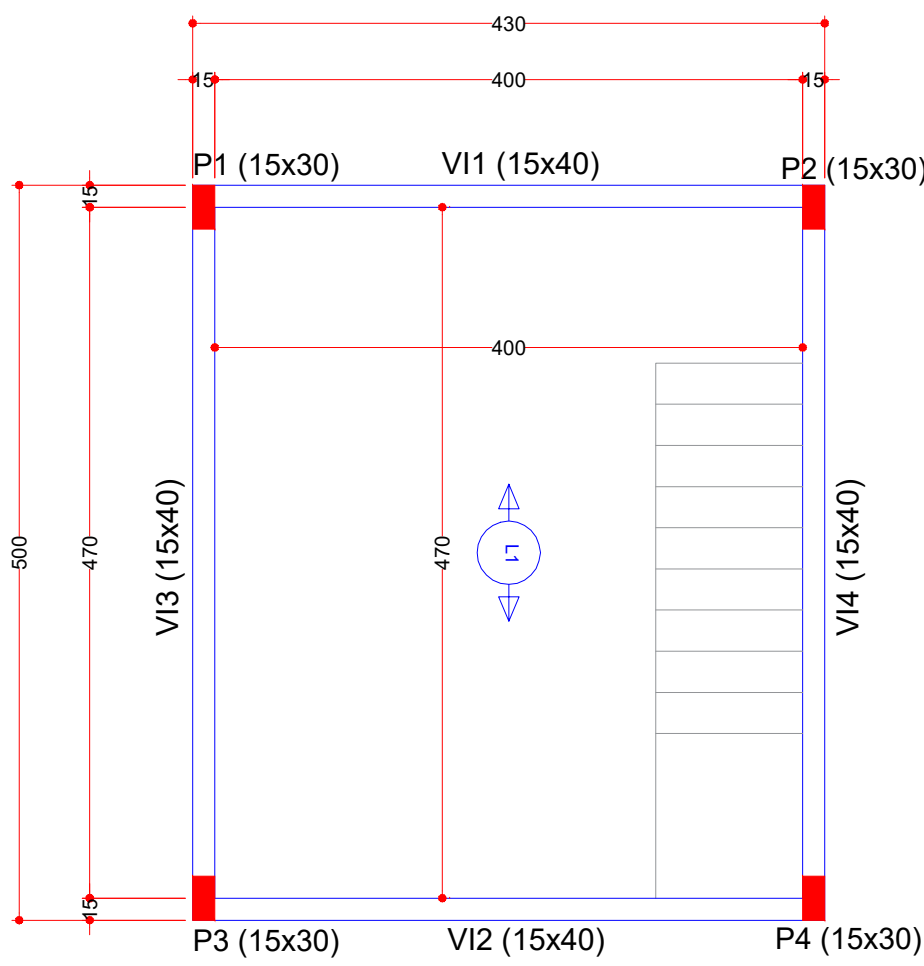 430
15
400
15
P1 (15x30)
VI1 (15x40)
P2 (15x30)
15
400
VI3 (15x40)
500
470
470
L1
VI4 (15x40)
15
P3 (15x30)
VI2 (15x40)
P4 (15x30)